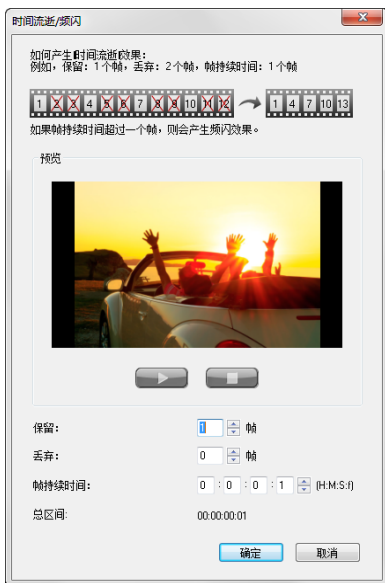 时间流逝/频闪
如何产生时间流逝效果:
例如，保留: 1个帧，丢弃: 2个帧，帧持续时间: 1个帧
1 2 3 4 5 6 7 8 9 10 11 12 1 4 7 10 13
如果帧持续时间超过一个帧，则会产生频闪效果。
预览
保留: 1 帧
丢弃: 0 帧
帧持续时间: 0 : 0 : 0 : 1 (H:M:S:f)
总区间: 00:00:00:01
确定 取消